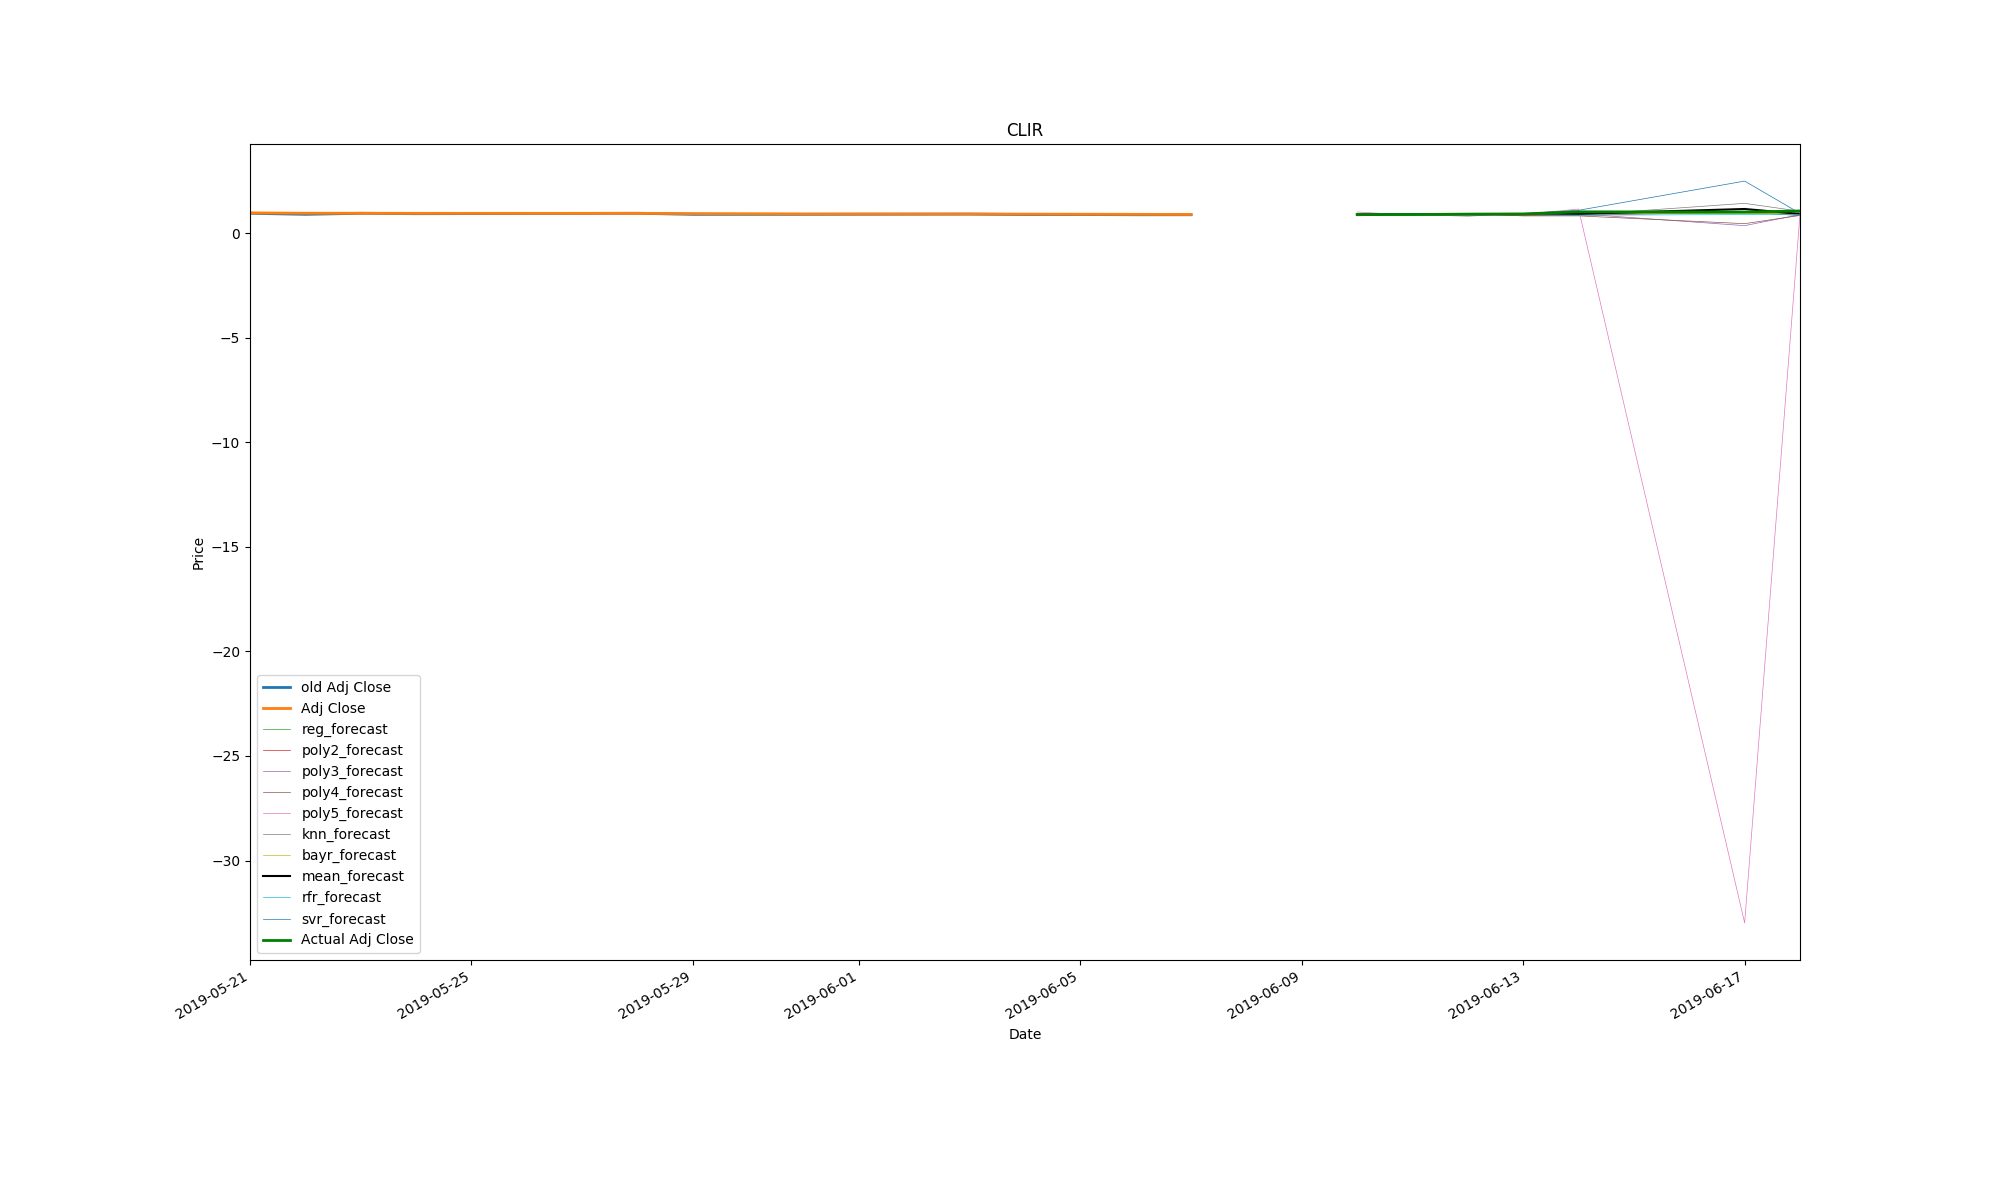 CLIR
Price
0
−5
−10
−15
−20
−25
−30
old Adj Close
Adj Close
reg_forecast
poly2_forecast
poly3_forecast
poly4_forecast
poly5_forecast
knn_forecast
bayr_forecast
mean_forecast
rfr_forecast
svr_forecast
Actual Adj Close
2019-05-21
2019-05-25
2019-05-29
2019-06-01
2019-06-05
2019-06-09
2019-06-13
2019-06-17
Date